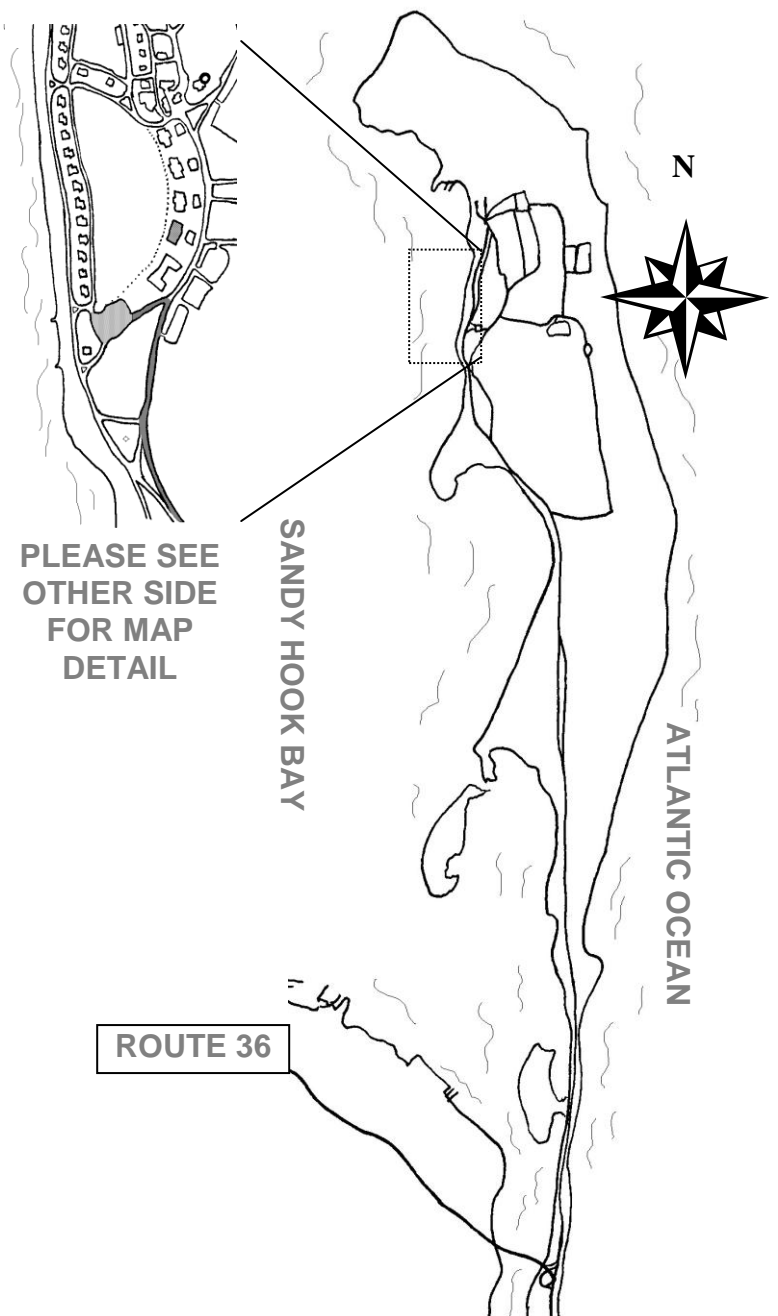 N
PLEASE SEE
OTHER SIDE
FOR MAP
DETAIL
SANDY HOOK BAY
ATLANTIC OCEAN
ROUTE 36